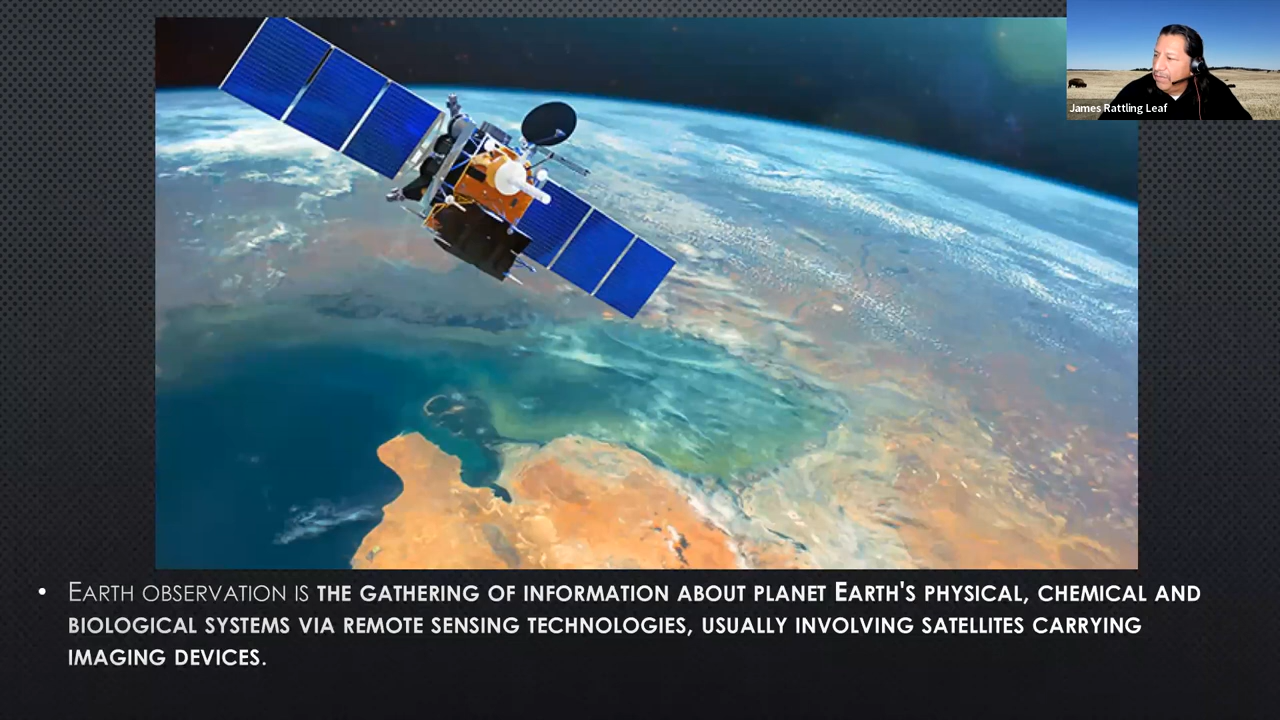 James Rattling Leaf
• Earth observation is the gathering of information about planet Earth's physical, chemical and
biological systems via remote sensing technologies, usually involving satellites carrying
imaging devices.